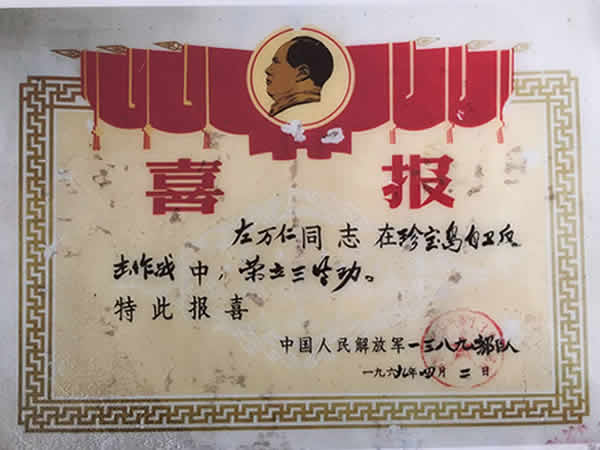 喜报
左万仁同志在珍宝岛自卫反
击作战中，荣立三等功。
特此报喜
中国人民解放军一三八九部队
一九六九年四月二日